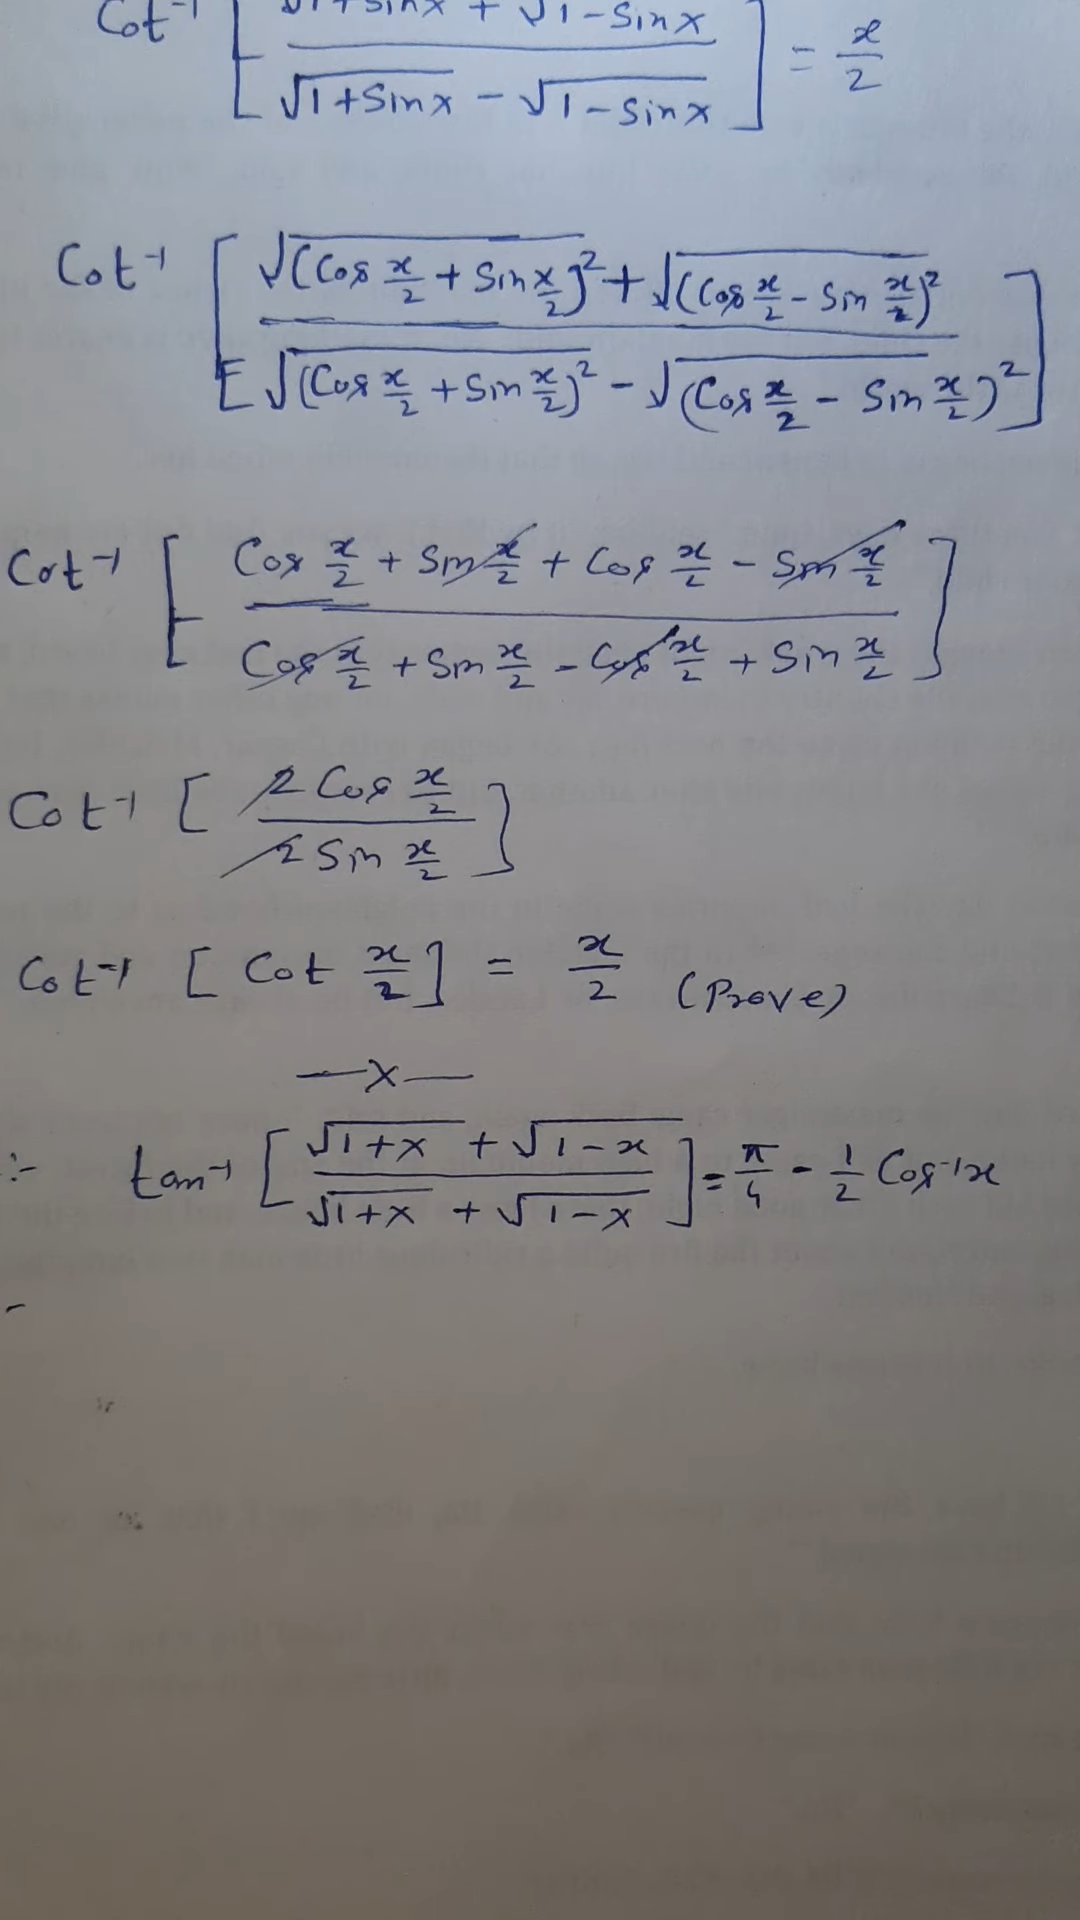 Cot⁻¹ [ (√1+sinx + √1-Sinx) / (√1+Sinx - √1-Sinx) ] = x/2
Cot⁻¹ [ (√(Cos x/2 + Sin x/2)² + √(Cos x/2 - Sin x/2)²) / (√(Cos x/2 + Sin x/2)² - √(Cos x/2 - Sin x/2)²) ]
Cot⁻¹ [ (Cos x/2 + Sin x/2 + Cos x/2 - Sin x/2) / (Cos x/2 + Sin x/2 - Cos x/2 + Sin x/2) ]
Cot⁻¹ [ (2 Cos x/2) / (2 Sin x/2) ]
Cot⁻¹ [ Cot x/2 ] = x/2 (Prove)
—x—
:- tan⁻¹ [ (√1+x + √1-x) / (√1+x + √1-x) ] = π/4 - 1/2 Cos⁻¹x
-